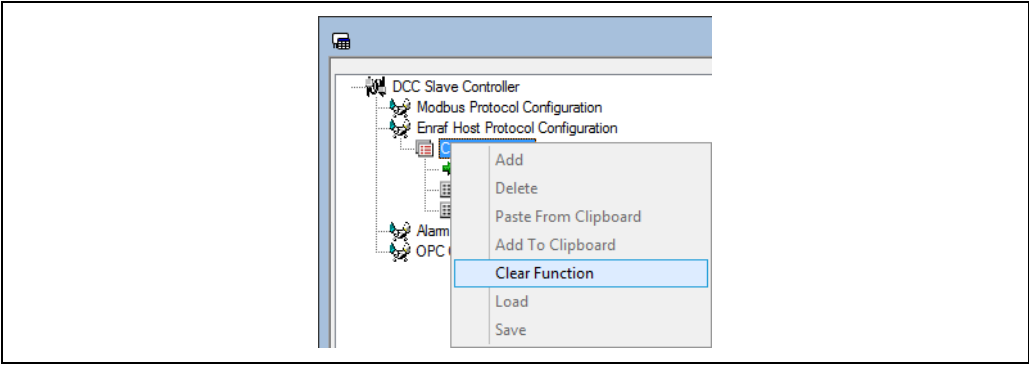 DCC Slave Controller
Modbus Protocol Configuration
Enraf Host Protocol Configuration
C
Add
Delete
Paste From Clipboard
Alarm
Add To Clipboard
OPC
Clear Function
Load
Save